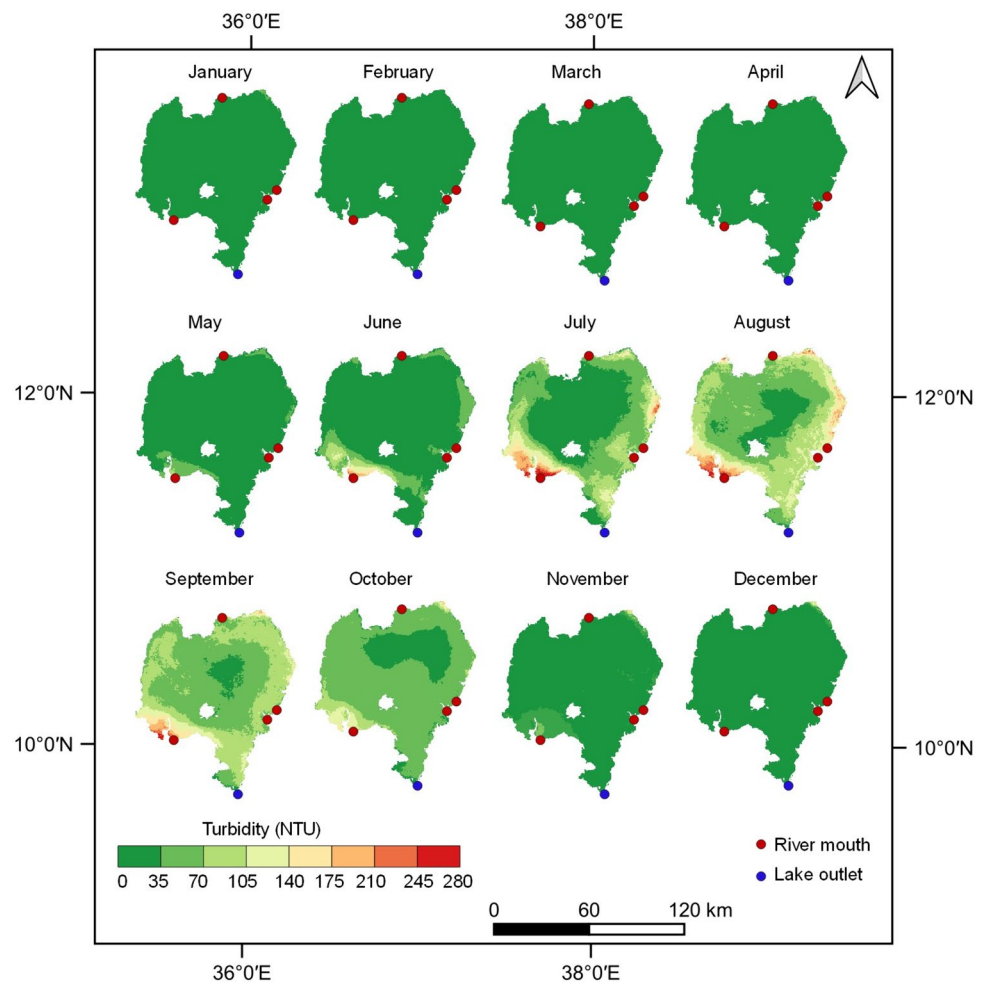 36°0′E 38°0′E
January February March April
May June July August
12°0′N 12°0′N
September October November December
10°0′N 10°0′N
Turbidity (NTU)
0 35 70 105 140 175 210 245 280
River mouth
Lake outlet
0 60 120 km
36°0′E 38°0′E